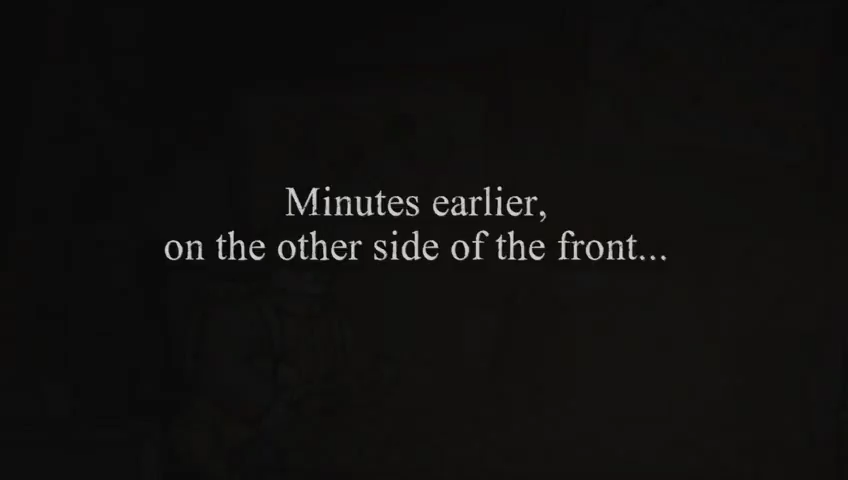 Minutes earlier,
on the other side of the front...